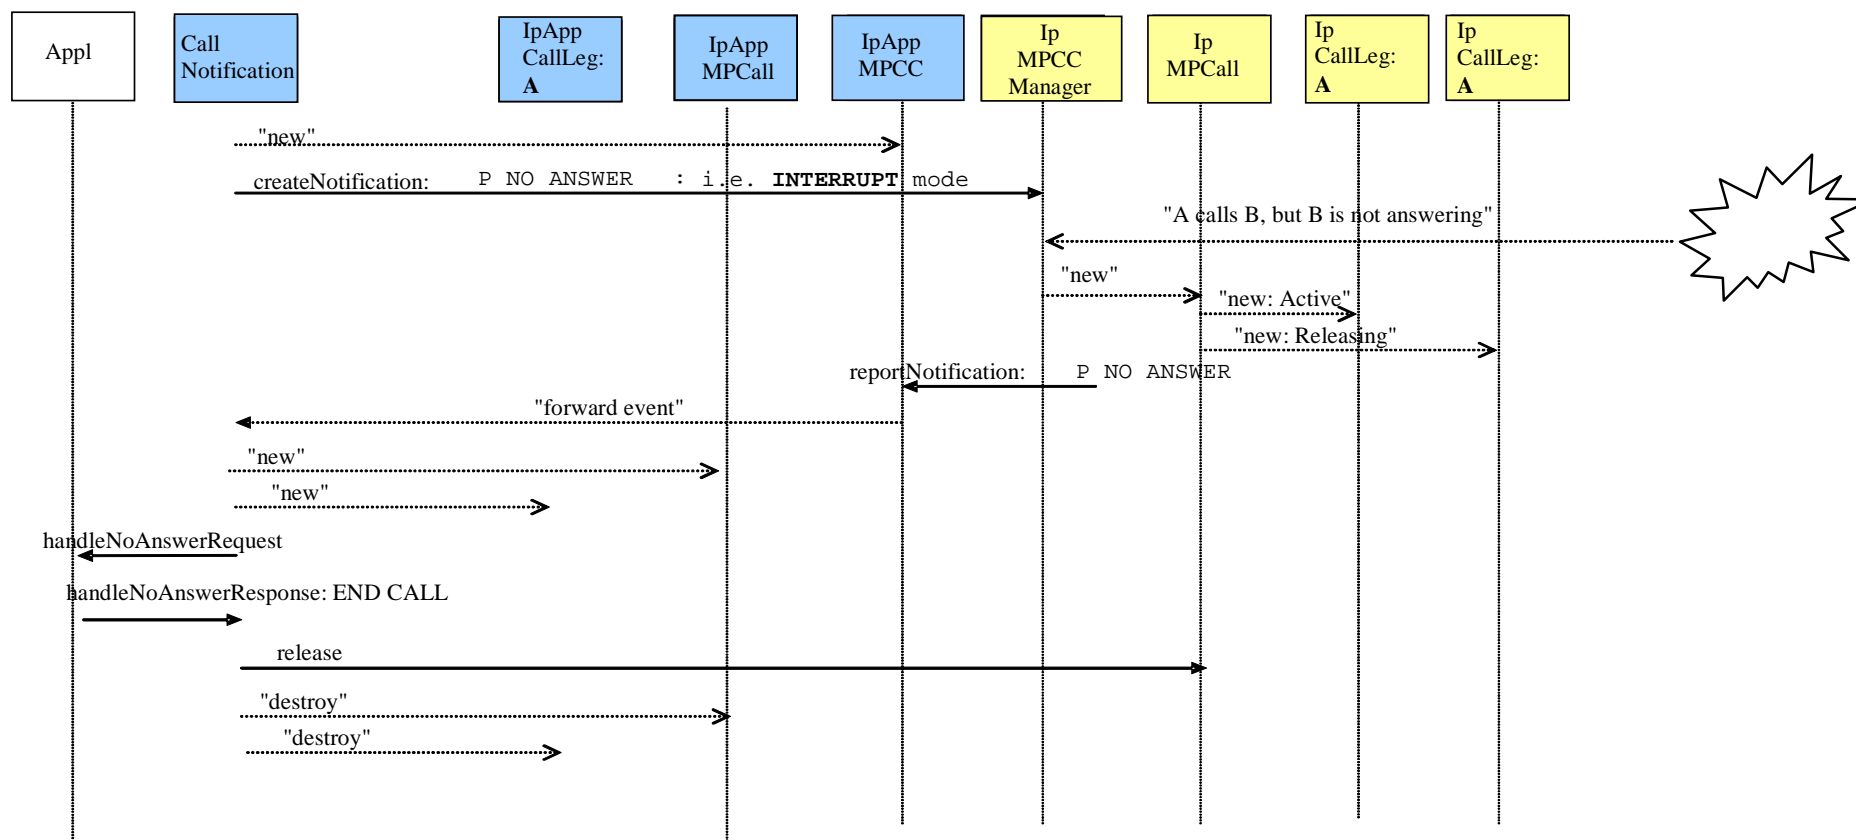 Appl
Call
Notification
IpApp
CallLeg:
A
IpApp
MPCall
IpApp
MPCC
Ip
MPCC
Manager
Ip
MPCall
Ip
CallLeg:
A
Ip
CallLeg:
A
"new"
createNotification: P NO ANSWER : i.e. INTERRUPT mode
"A calls B, but B is not answering"
"new"
"new: Active"
"new: Releasing"
reportNotification: P NO ANSWER
"forward event"
"new"
"new"
handleNoAnswerRequest
handleNoAnswerResponse: END CALL
release
"destroy"
"destroy"